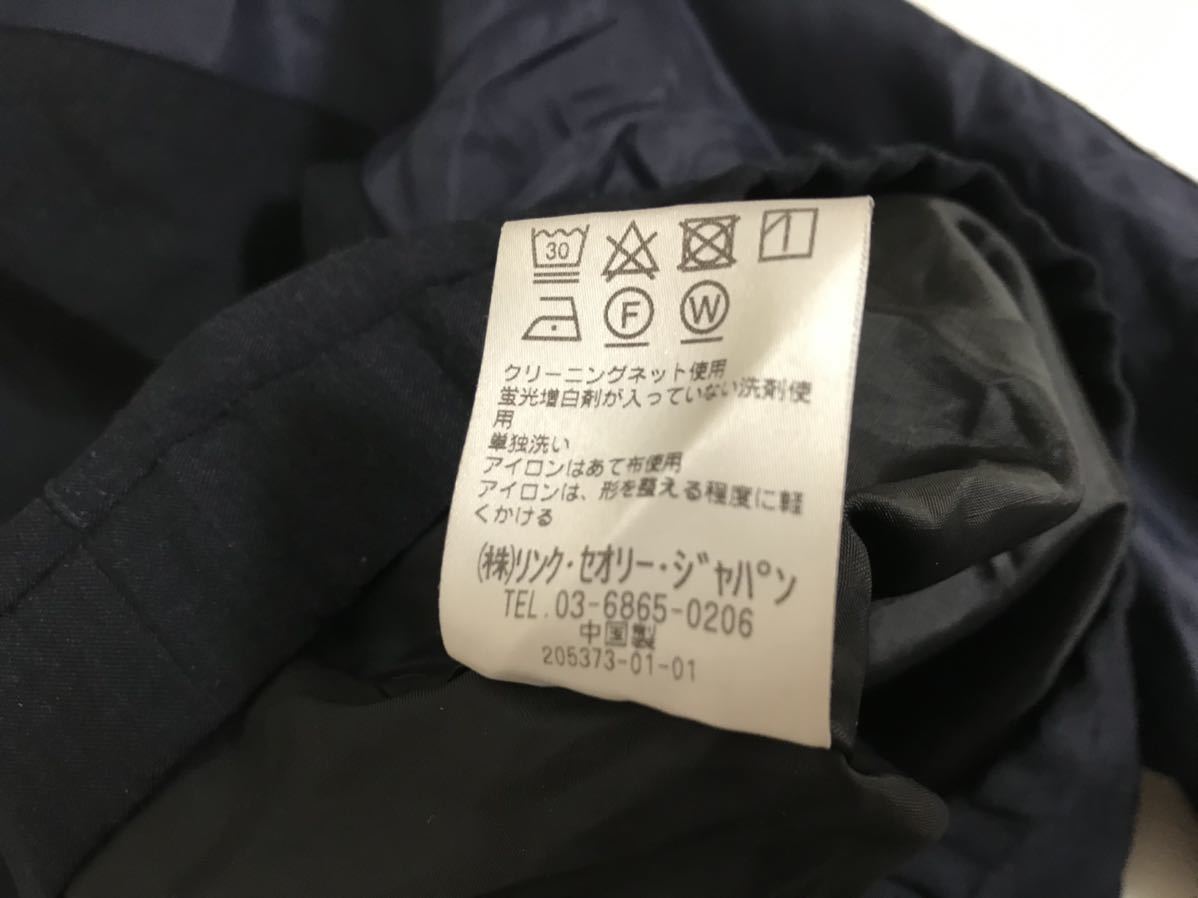 30
F W
クリーニングネット使用
蛍光増白剤が入っていない洗剤使
用
単独洗い
アイロンはあて布使用
アイロンは、形を整える程度に軽
くかける
(株)リンク・セオリー・ジャパン
TEL.03-6865-0206
中国製
205373-01-01